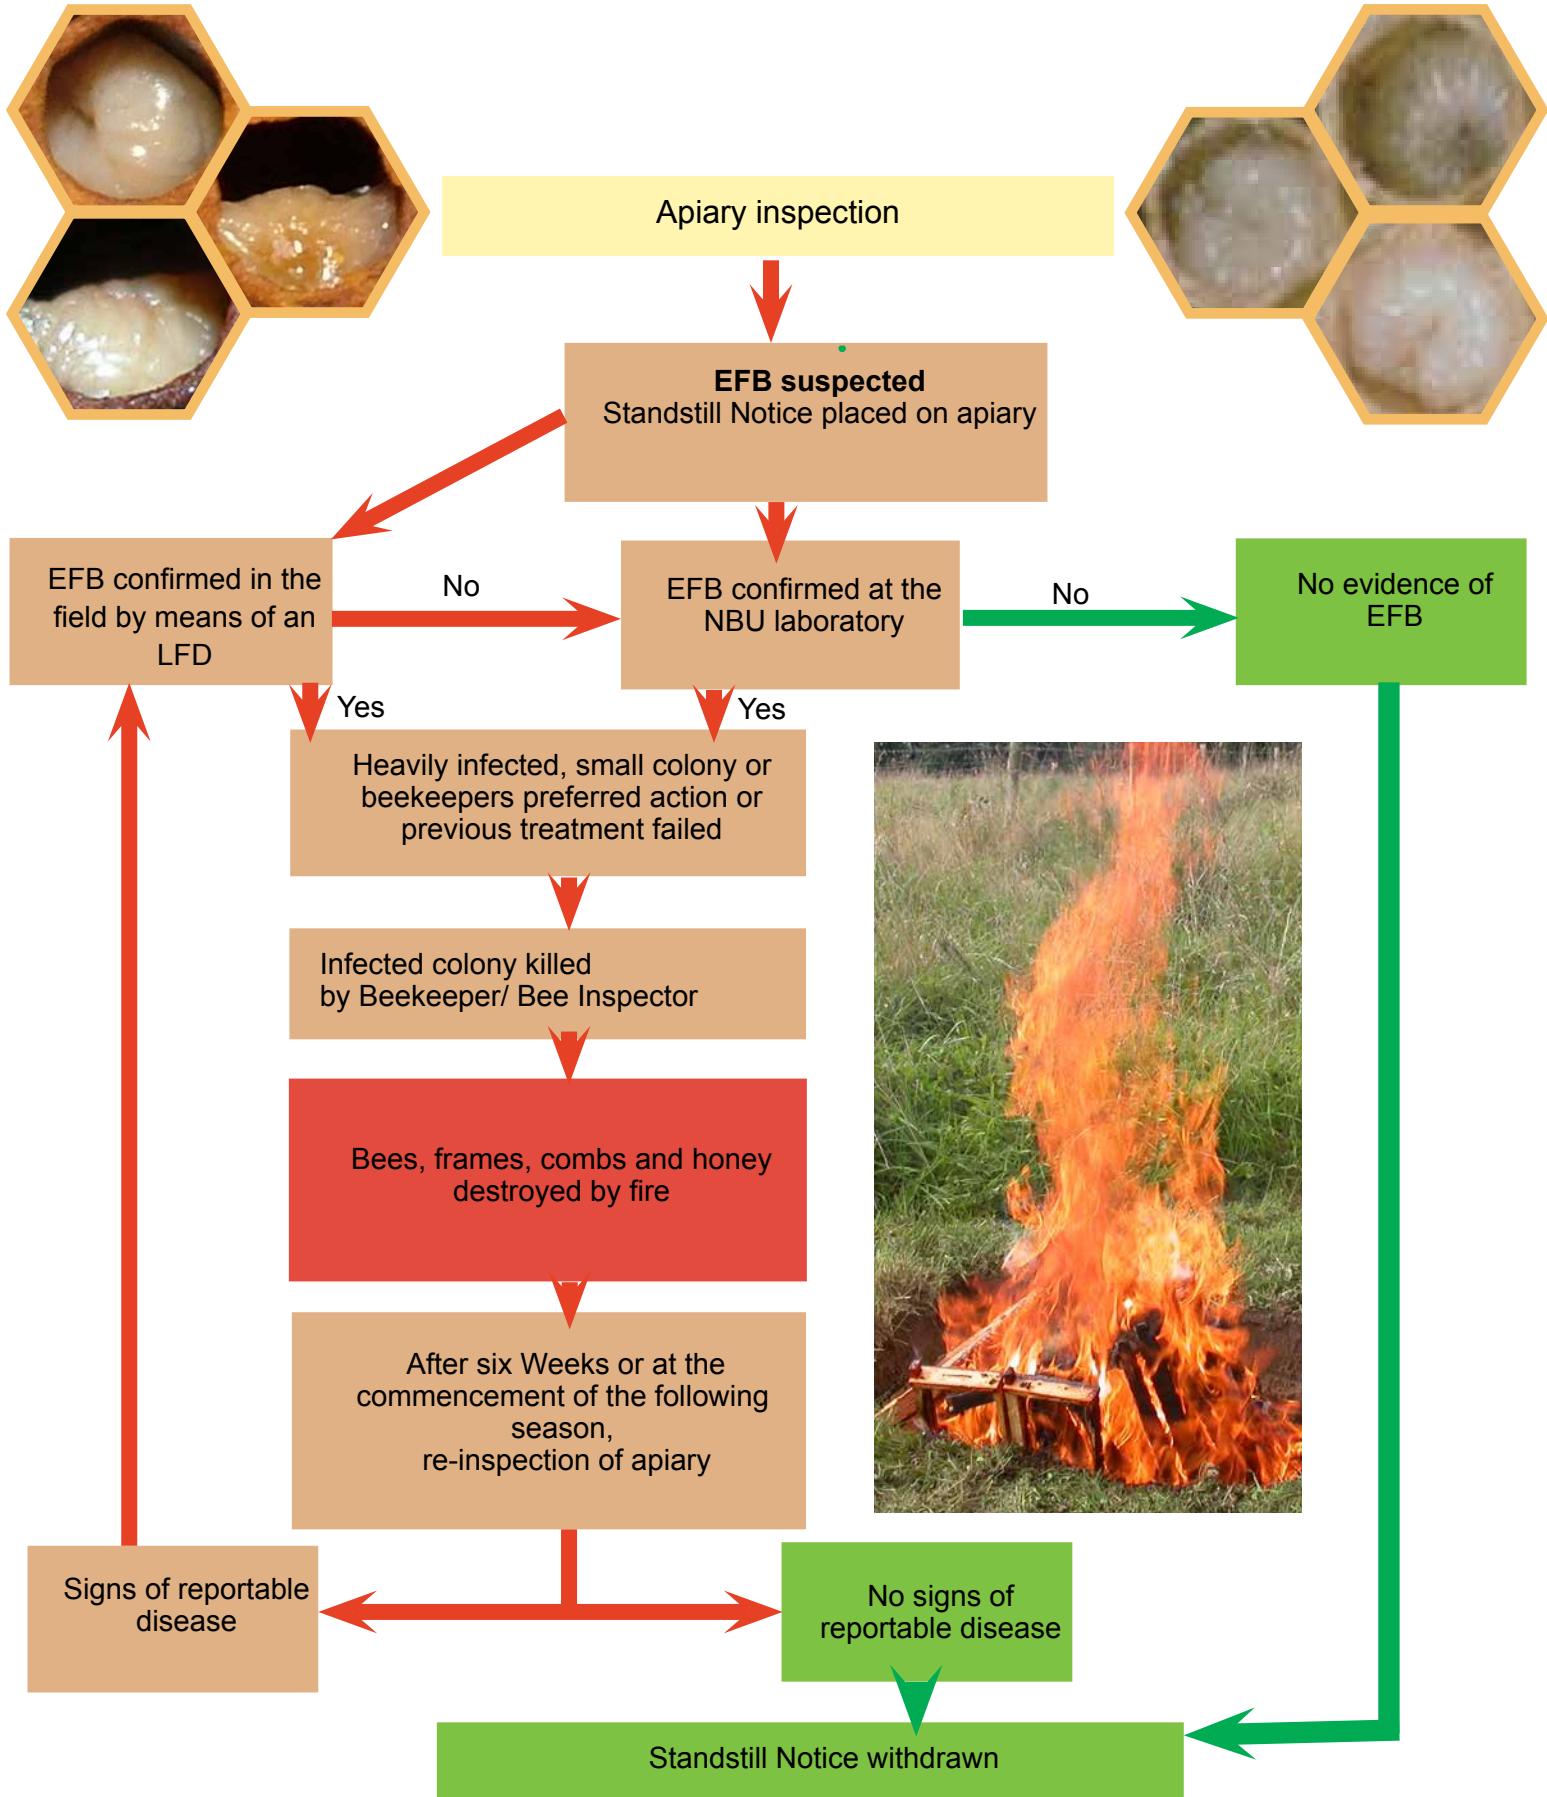 Apiary inspection
EFB suspected
Standstill Notice placed on apiary
EFB confirmed in the
field by means of an
LFD
No
EFB confirmed at the
NBU laboratory
No
No evidence of
EFB
Yes
Yes
Heavily infected, small colony or
beekeepers preferred action or
previous treatment failed
Infected colony killed
by Beekeeper/ Bee Inspector
Bees, frames, combs and honey
destroyed by fire
After six Weeks or at the
commencement of the following
season,
re-inspection of apiary
Signs of reportable
disease
No signs of
reportable disease
Standstill Notice withdrawn